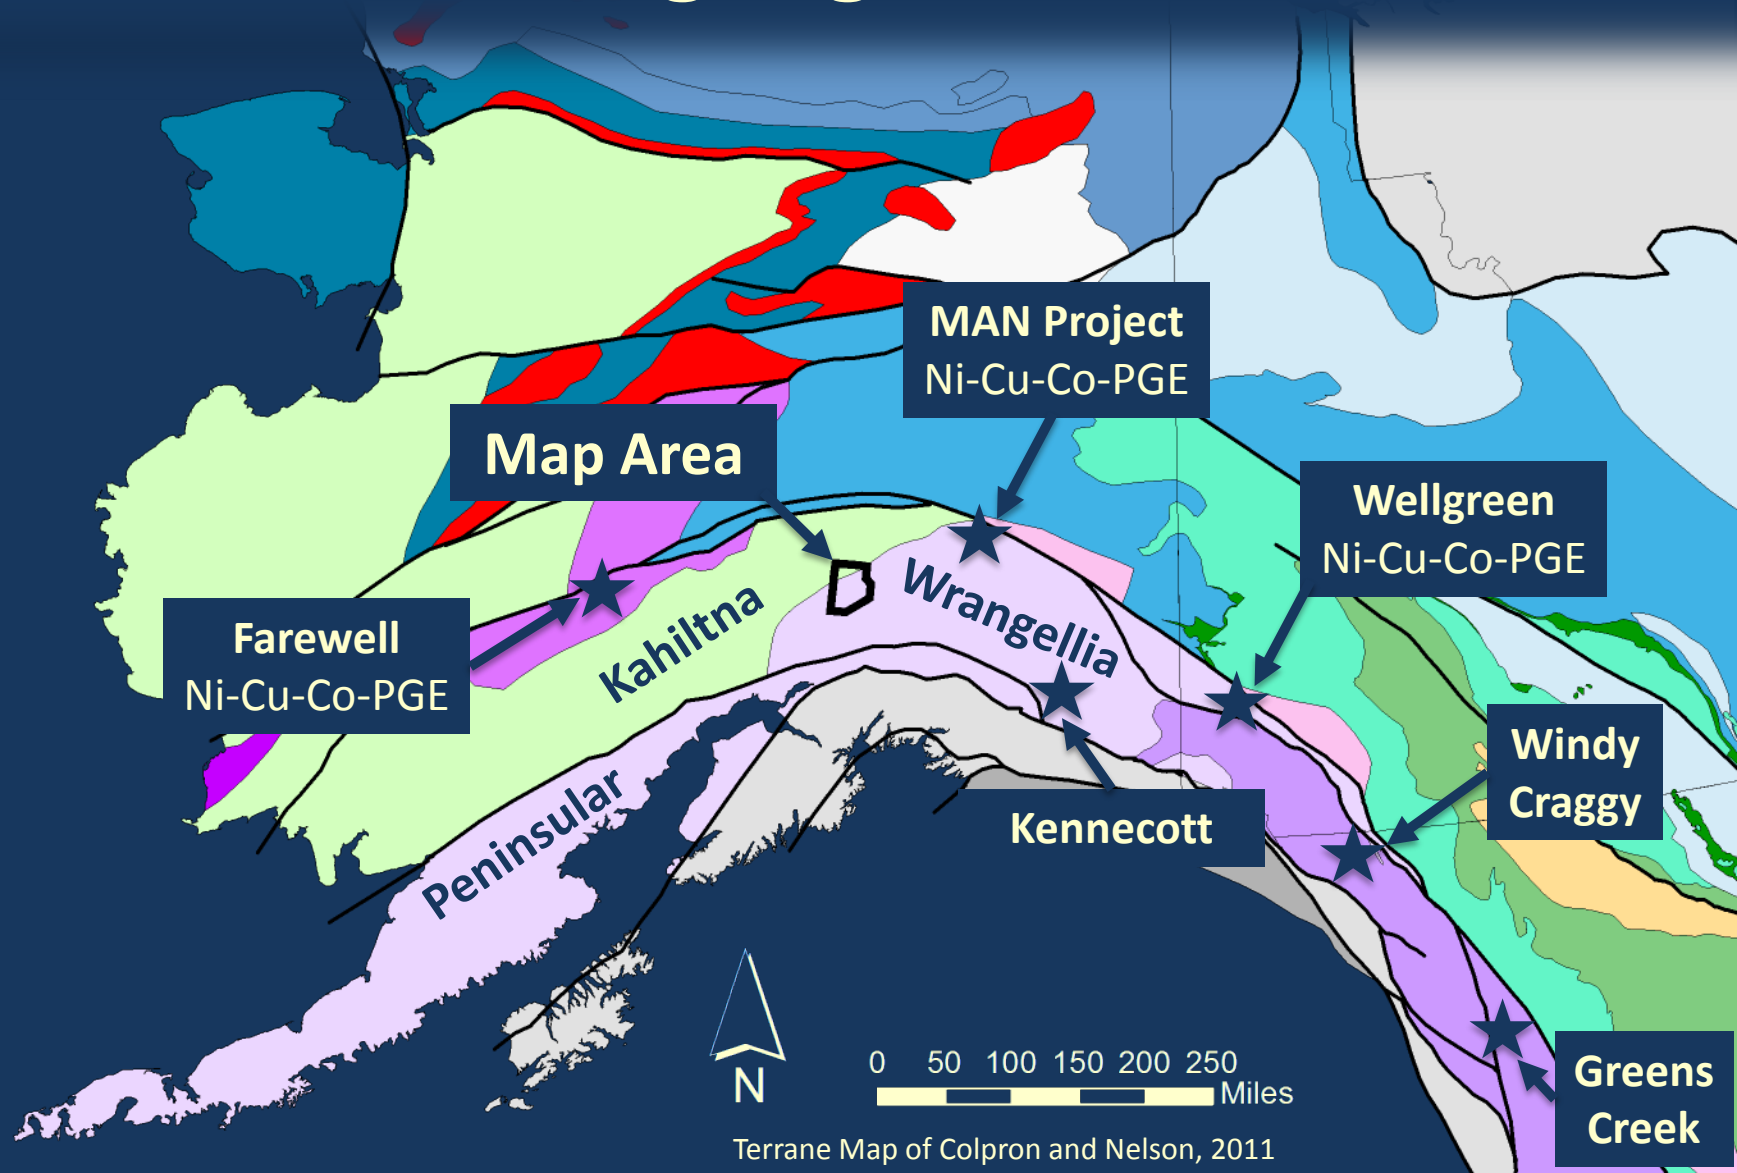 MAN Project
Ni-Cu-Co-PGE
Map Area
Wellgreen
Ni-Cu-Co-PGE
Wrangellia
Kahiltna
Farewell
Ni-Cu-Co-PGE
Windy
Craggy
Peninsular
Kennecott
N
0 50 100 150 200 250
Miles
Greens
Creek
Terrane Map of Colpron and Nelson, 2011